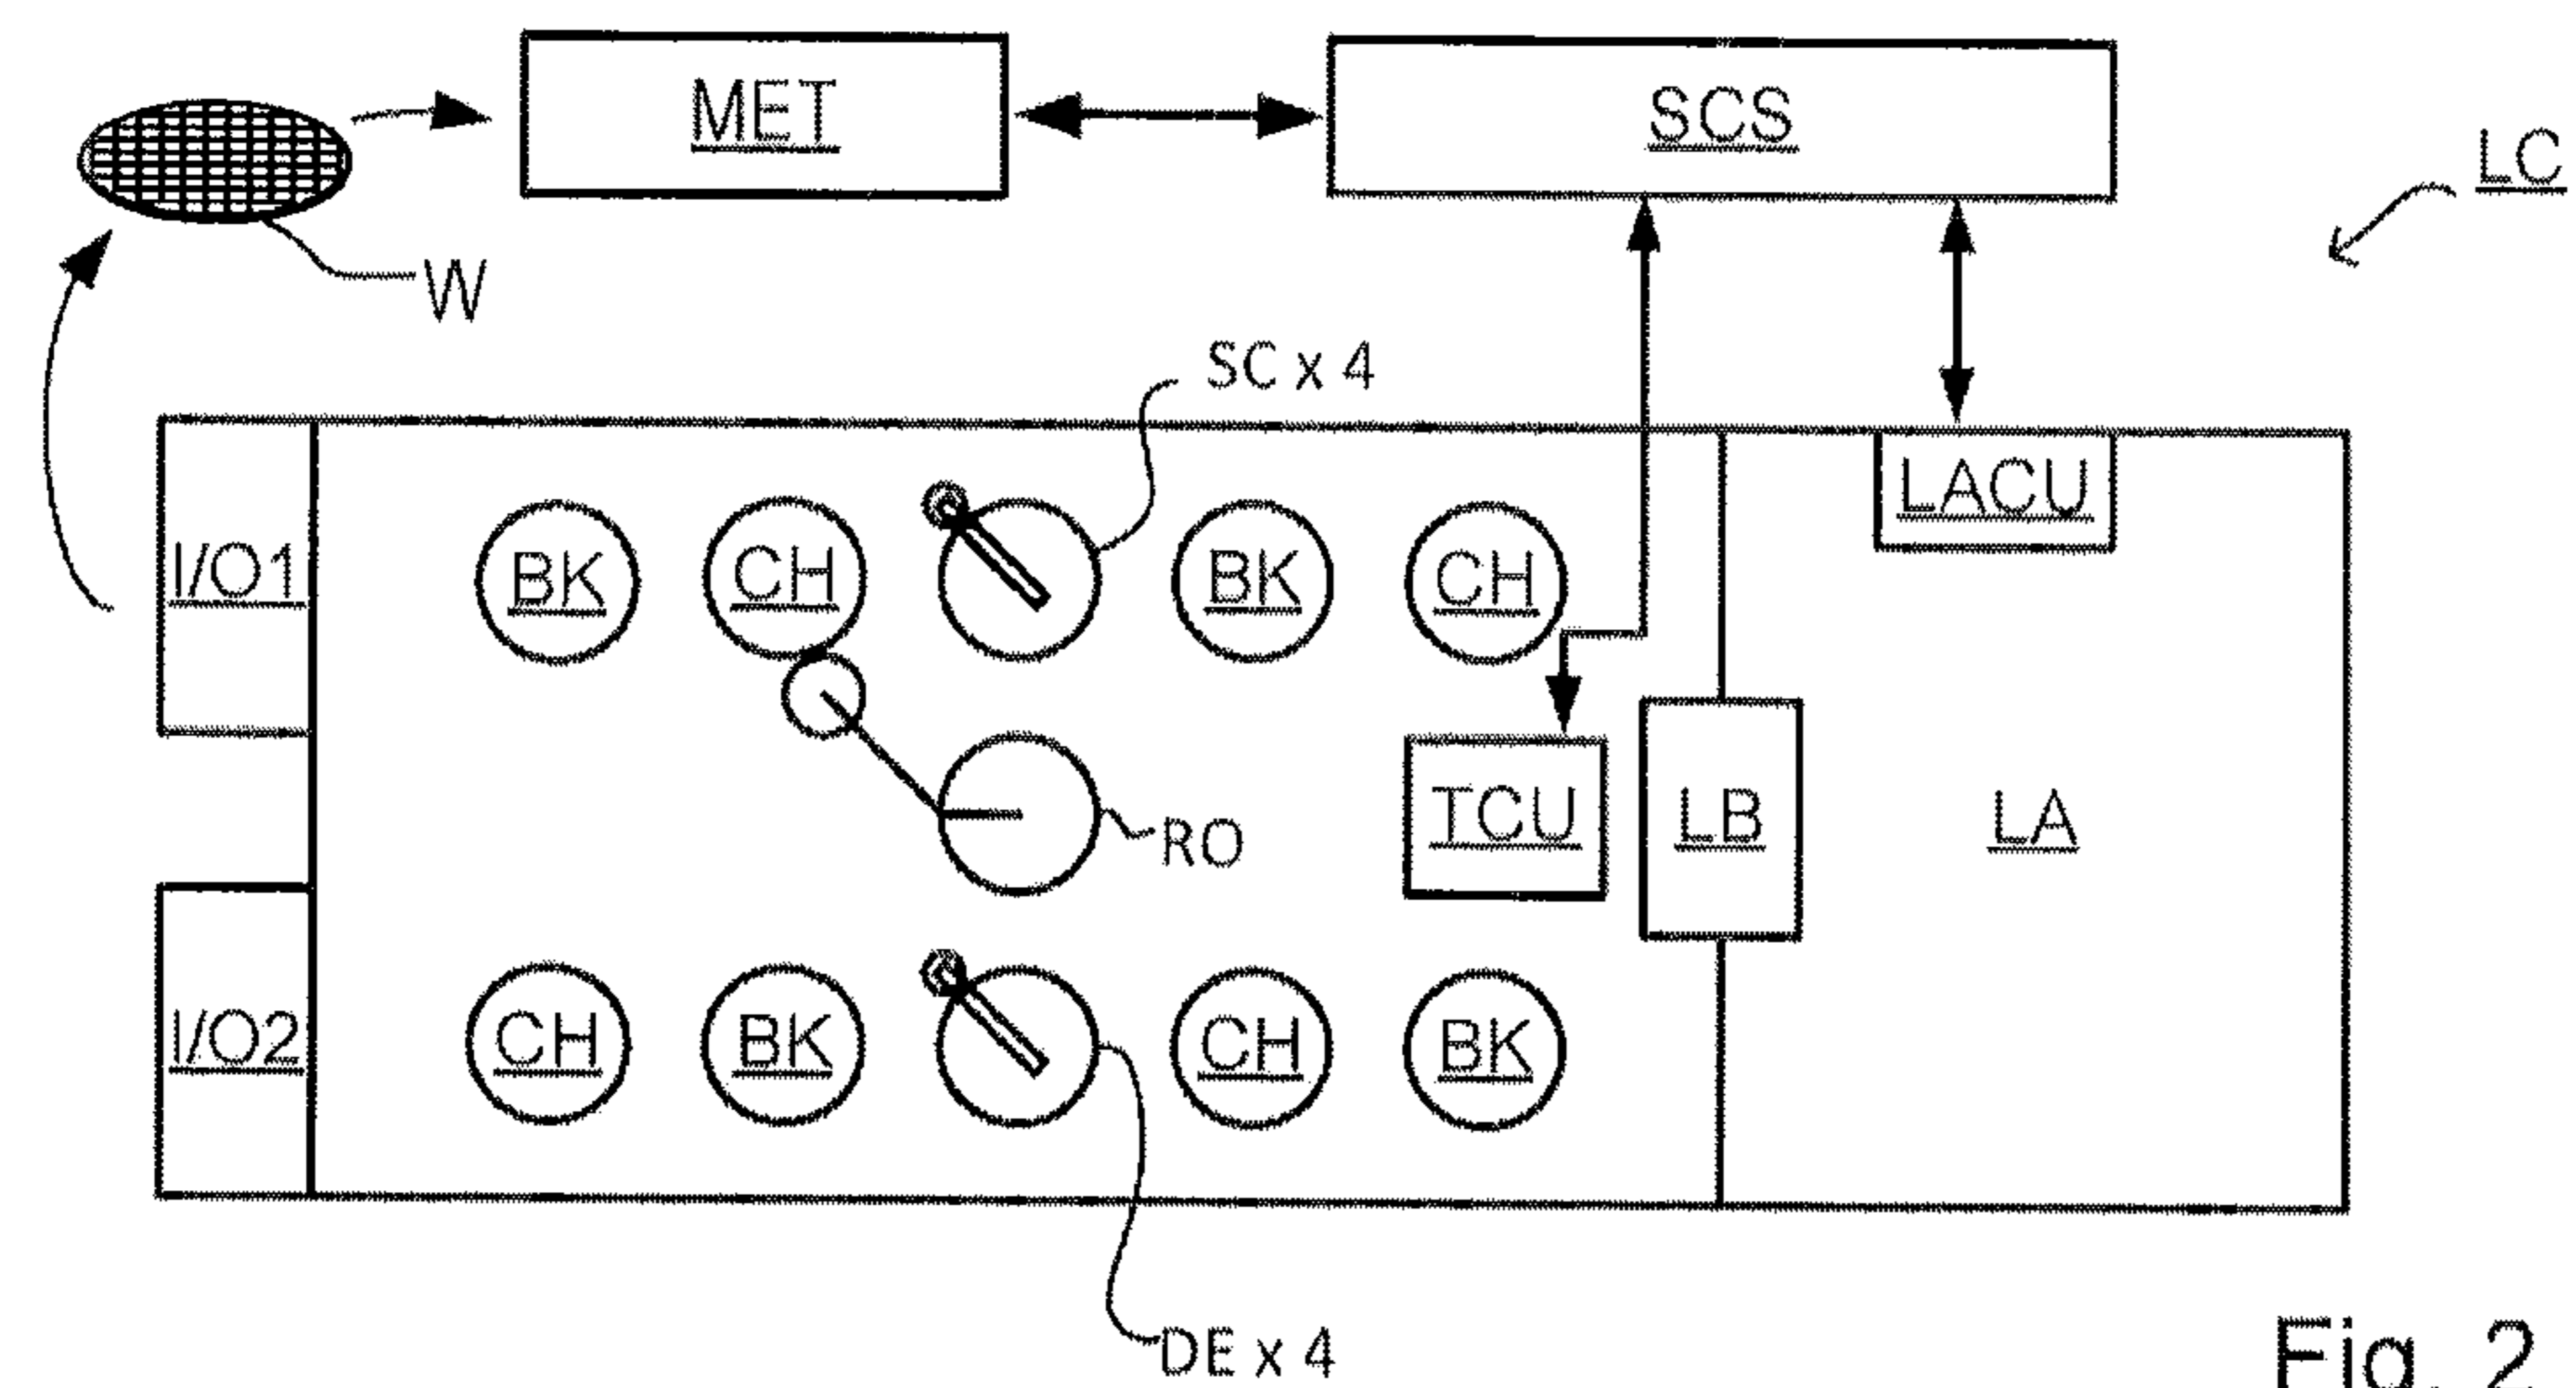 MET
SCS
LC
W
SC x 4
LACU
I/O1
BK
CH
BK
CH
TCU
LB
LA
RO
I/O2
CH
BK
CH
BK
DE x 4
Fig. 2